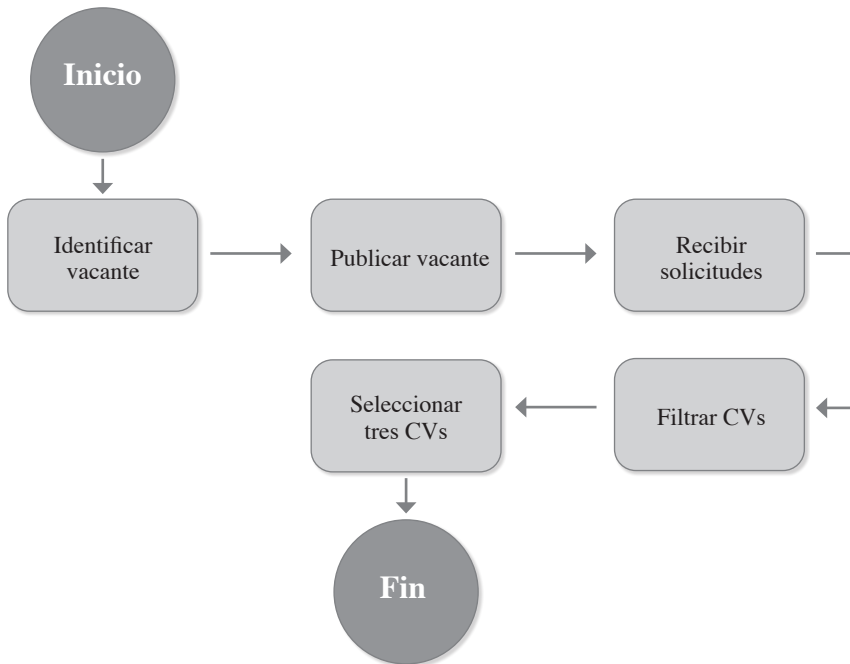 Inicio
Identificar
vacante
Publicar vacante
Recibir
solicitudes
Filtrar CVs
Seleccionar
tres CVs
Fin